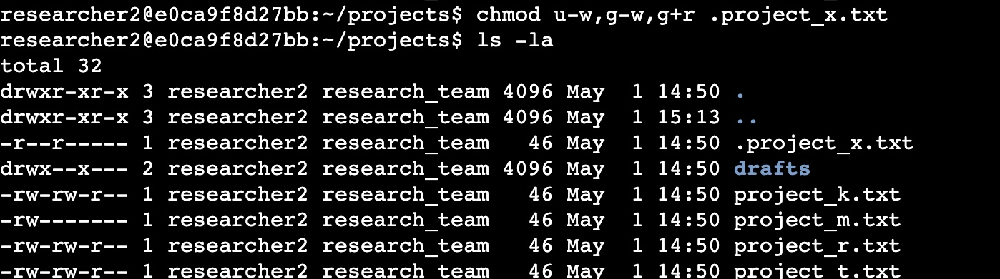 researcher2@e0ca9f8d27bb:~/projects$ chmod u-w,g-w,g+r .project_x.txt
researcher2@e0ca9f8d27bb:~/projects$ ls -la
total 32
drwxr-xr-x 3 researcher2 research_team 4096 May  1 14:50 .
drwxr-xr-x 3 researcher2 research_team 4096 May  1 15:13 ..
-r--r----- 1 researcher2 research_team   46 May  1 14:50 .project_x.txt
drwx--x--- 2 researcher2 research_team 4096 May  1 14:50 drafts
-rw-rw-r-- 1 researcher2 research_team   46 May  1 14:50 project_k.txt
-rw------- 1 researcher2 research_team   46 May  1 14:50 project_m.txt
-rw-rw-r-- 1 researcher2 research_team   46 May  1 14:50 project_r.txt
-rw-rw-r-- 1 researcher2 research_team   46 May  1 14:50 project_t.txt